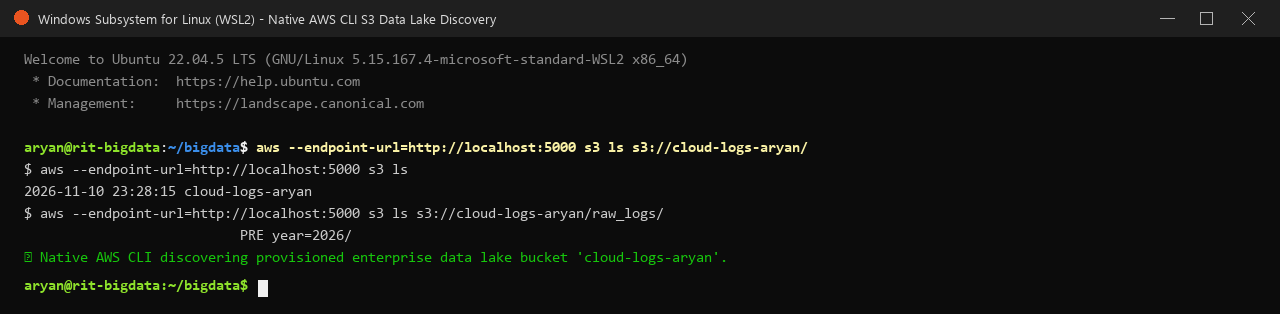 Windows Subsystem for Linux (WSL2) - Native AWS CLI S3 Data Lake Discovery
Welcome to Ubuntu 22.04.5 LTS (GNU/Linux 5.15.167.4-microsoft-standard-WSL2 x86_64)
 * Documentation:  https://help.ubuntu.com
 * Management:     https://landscape.canonical.com
aryan@rit-bigdata:~/bigdata$ aws --endpoint-url=http://localhost:5000 s3 ls s3://cloud-logs-aryan/
$ aws --endpoint-url=http://localhost:5000 s3 ls
2026-11-10 23:28:15 cloud-logs-aryan
$ aws --endpoint-url=http://localhost:5000 s3 ls s3://cloud-logs-aryan/raw_logs/
                           PRE year=2026/
Native AWS CLI discovering provisioned enterprise data lake bucket 'cloud-logs-aryan'.
aryan@rit-bigdata:~/bigdata$